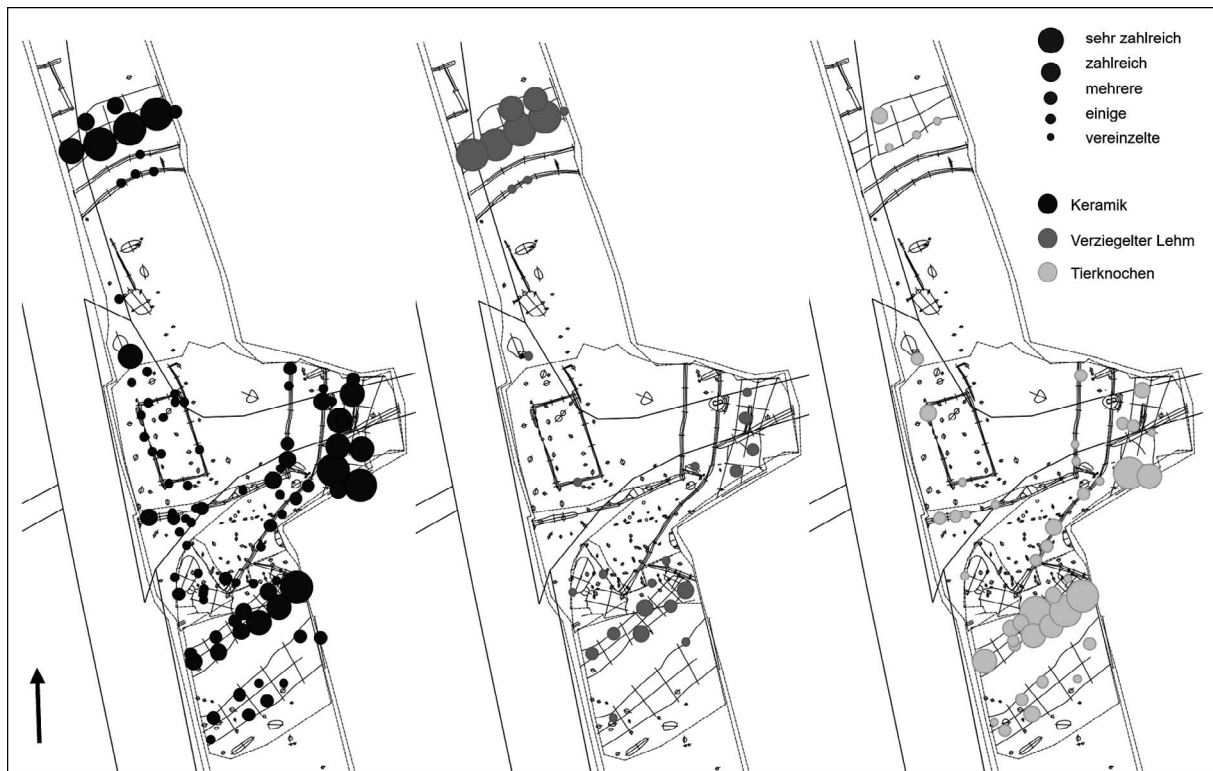 sehr zahlreich
zahlreich
mehrere
einige
vereinzelte
Keramik
Verziegelter Lehm
Tierknochen